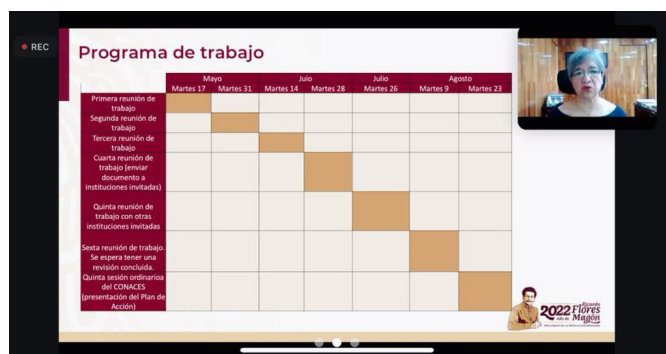 REC
Programa de trabajo
Mayo Juio Julio Agosto
Martes 17 Martes 31 Martes 14 Martes 28 Martes 26 Martes 9 Martes 23
Primera reunión de
trabajo
Segunda reunión de
trabajo
Tercera reunión de
trabajo
Cuarta reunión de
trabajo (enviar
documento a
instituciones invitadas)
Quinta reunión de
trabajo con otras
instituciones invitadas
Sexta reunión de trabajo.
Se espera tener una
revisión concluida.
Quinta sesión ordinarioa
del CONACES
(presentación del Plan de
Acción)
2022 Ricardo
Flores
Año de Magón